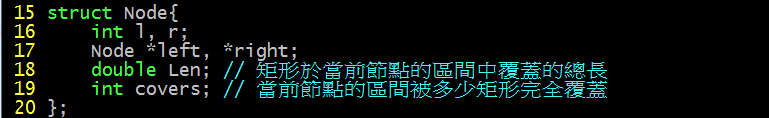 15 struct Node{
16     int l, r;
17     Node *left, *right;
18     double Len; // 矩形於當前節點的區間中覆蓋的總長
19     int covers; // 當前節點的區間被多少矩形完全覆蓋
20 };